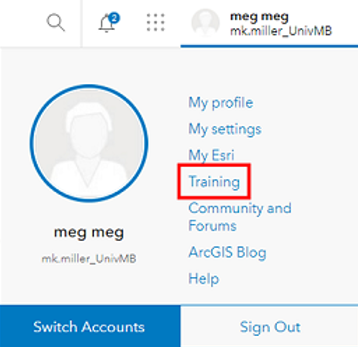 2
meg meg
mk.miller_UnivMB
My profile
My settings
My Esri
Training
Community and
Forums
ArcGIS Blog
Help
meg meg
mk.miller_UnivMB
Switch Accounts
Sign Out